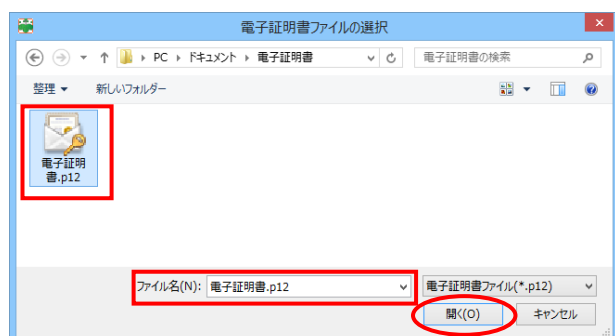 電子証明書ファイルの選択
PC ▸ ドキュメント ▸ 電子証明書
電子証明書の検索
整理 ▼ 新しいフォルダー
電子証明
書.p12
ファイル名(N): 電子証明書.p12
電子証明書ファイル(*.p12)
開く(O) キャンセル